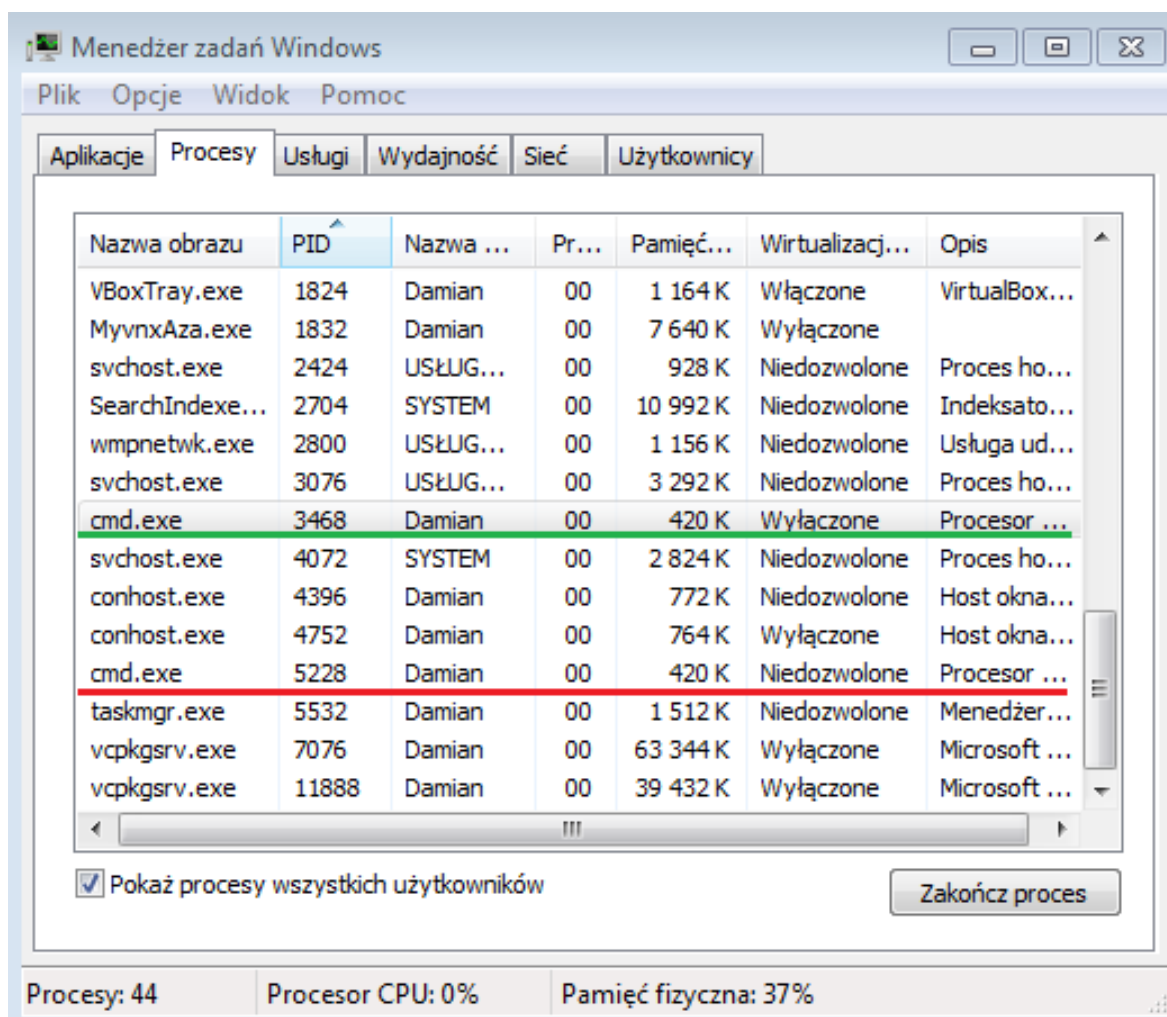 Menedżer zadań Windows
Plik Opcje Widok Pomoc
Aplikacje Procesy Usługi Wydajność Sieć Użytkownicy
Nazwa obrazu PID Nazwa ... Pr... Pamięć... Wirtualizacj... Opis
VBoxTray.exe 1824 Damian 00 1 164 K Włączone VirtualBox...
MyvnxAza.exe 1832 Damian 00 7 640 K Wyłączone
svchost.exe 2424 USŁUG... 00 928 K Niedozwolone Proces ho...
SearchIndexe... 2704 SYSTEM 00 10 992 K Niedozwolone Indeksato...
wmpnetwk.exe 2800 USŁUG... 00 1 156 K Niedozwolone Usługa ud...
svchost.exe 3076 USŁUG... 00 3 292 K Niedozwolone Proces ho...
cmd.exe 3468 Damian 00 420 K Wyłączone Procesor ...
svchost.exe 4072 SYSTEM 00 2 824 K Niedozwolone Proces ho...
conhost.exe 4396 Damian 00 772 K Niedozwolone Host okna...
conhost.exe 4752 Damian 00 764 K Wyłączone Host okna...
cmd.exe 5228 Damian 00 420 K Niedozwolone Procesor ...
taskmgr.exe 5532 Damian 00 1 512 K Niedozwolone Menedżer...
vcpkgsrv.exe 7076 Damian 00 63 344 K Wyłączone Microsoft ...
vcpkgsrv.exe 11888 Damian 00 39 432 K Wyłączone Microsoft ...
Pokaż procesy wszystkich użytkowników
Zakończ proces
Procesy: 44 Procesor CPU: 0% Pamięć fizyczna: 37%